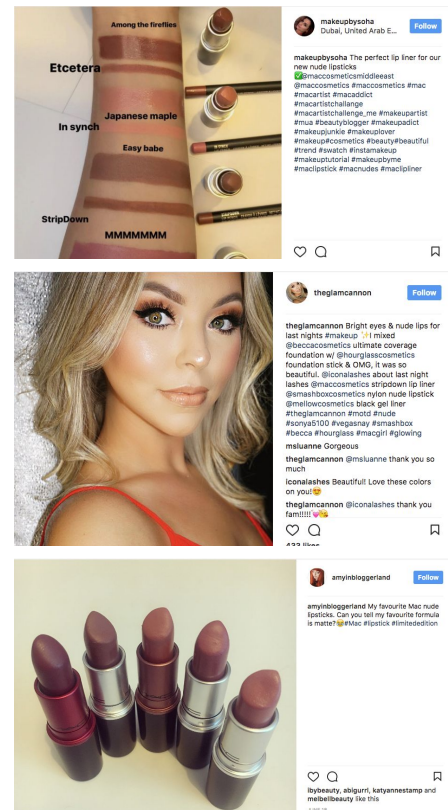 Among the fireflies
Etcetera
Japanese maple
In synch
Easy babe
StripDown
MMMMMMM
makeupbysoha
Dubai, United Arab E...
Follow
makeupbysoha The perfect lip liner for our
new nude lipsticks
✅@maccosmeticsmiddleeast
@maccosmetics #maccosmetics #mac
#macartist #macaddict
#macartistchallange
#macartistchallenge_me #makeupartist
#mua #beautyblogger #makeupadict
#makeupjunkie #makeuplover
#makeup#cosmetics #beauty#beautiful
#trend #swatch #instamakeup
#makeuptutorial #makeupbyme
#maclipstick #macnudes #maclipliner
theglamcannon
Follow
theglamcannon Bright eyes & nude lips for
last nights #makeup ✨I mixed
@beccacosmetics ultimate coverage
foundation w/ @hourglasscosmetics
foundation stick & OMG, it was so
beautiful. @iconalashes about last night
lashes @maccosmetics stripdown lip liner
@smashboxcosmetics nylon nude lipstick
@mellowcosmetics black gel liner
#theglamcannon #motd #nude
#sonya5100 #vegasnay #smashbox
#becca #hourglass #macgirl #glowing
msluanne Gorgeous
theglamcannon @msluanne thank you so
much
iconalashes Beautiful! Love these colors
on you!😍
theglamcannon @iconalashes thank you
fam!!!!!💘😘
433 likes
amyinbloggerland
Follow
amyinbloggerland My favourite Mac nude
lipsticks. Can you tell my favourite formula
is matte?😂#Mac #lipstick #limitededition
ibybeauty, abigurri, katyannestamp and
melbellbeauty like this